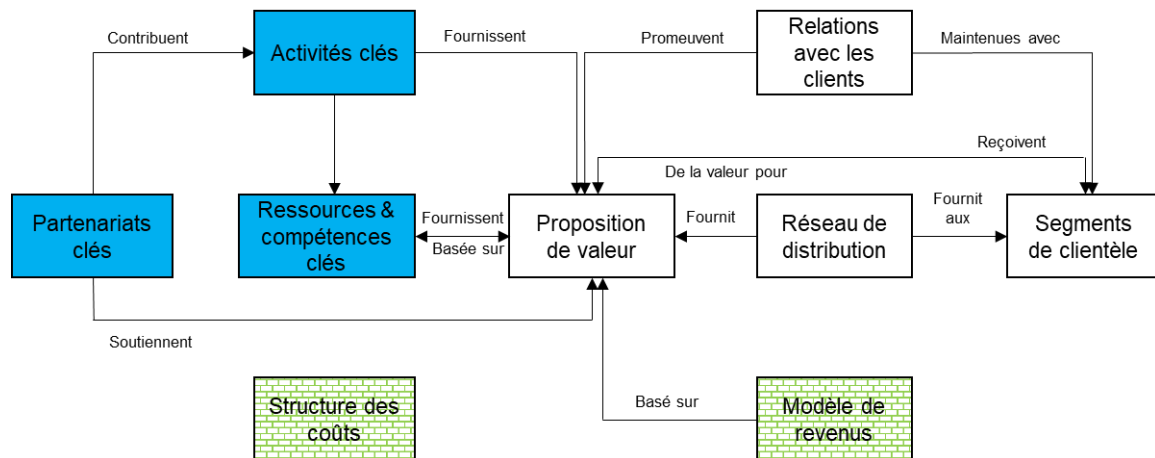 Contribuent
Activités clés
Fournissent
Promeuvent
Relations
avec les
clients
Maintenues avec
Reçoivent
De la valeur pour
Partenariats
clés
Ressources &
compétences
clés
Fournissent
Basée sur
Proposition
de valeur
Fournit
Réseau de
distribution
Fournit
aux
Segments
de clientèle
Soutiennent
Structure des
coûts
Basé sur
Modèle de
revenus